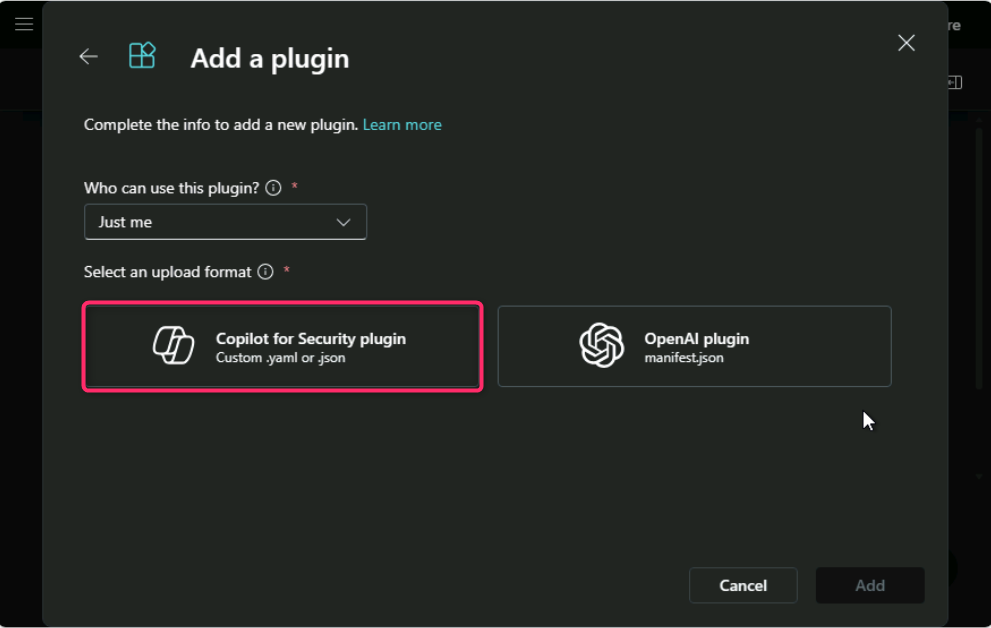 re
Add a plugin
Complete the info to add a new plugin. Learn more
Who can use this plugin? *
Just me
Select an upload format *
Copilot for Security plugin
Custom .yaml or .json
OpenAI plugin
manifest.json
Cancel
Add